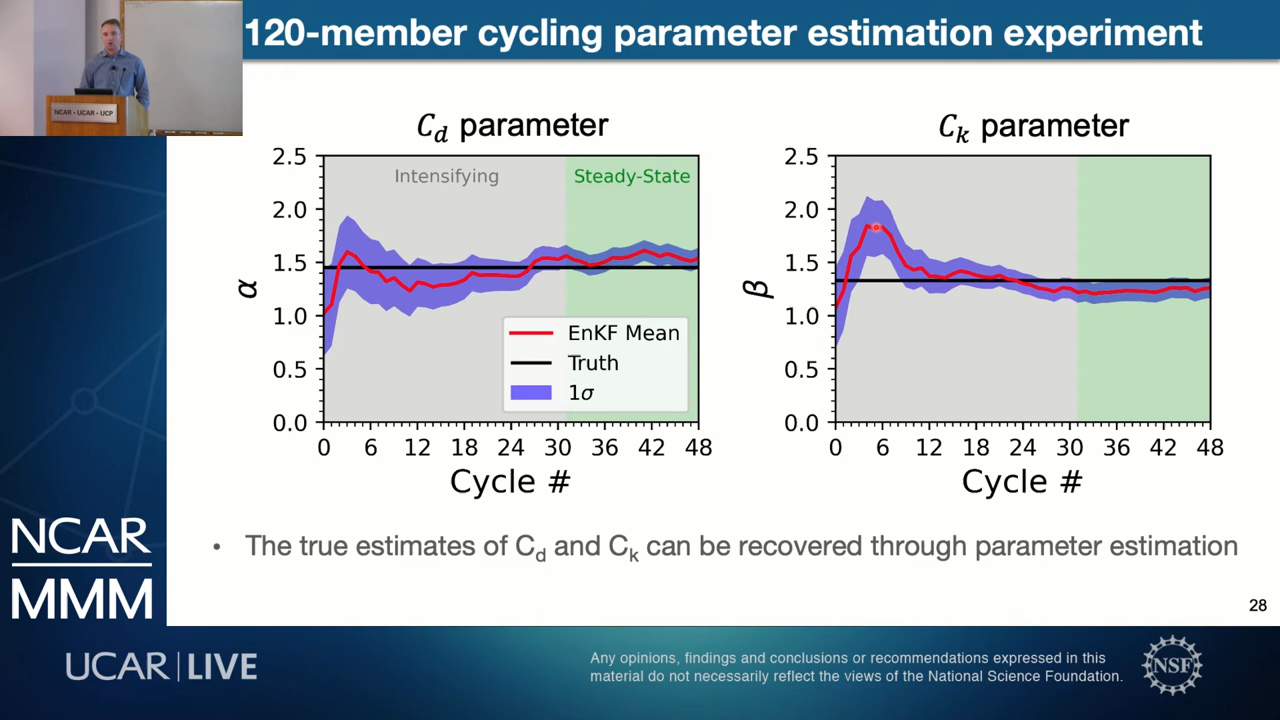 120-member cycling parameter estimation experiment
NCAR • UCAR • UCP
C_d parameter
C_k parameter
2.5
2.0
1.5
1.0
0.5
0.0
α
Intensifying
Steady-State
EnKF Mean
Truth
1σ
0 6 12 18 24 30 36 42 48
Cycle #
2.5
2.0
1.5
1.0
0.5
0.0
β
0 6 12 18 24 30 36 42 48
Cycle #
• The true estimates of C_d and C_k can be recovered through parameter estimation
28
NCAR
MMM
UCAR | LIVE
Any opinions, findings and conclusions or recommendations expressed in this
material do not necessarily reflect the views of the National Science Foundation.
NSF